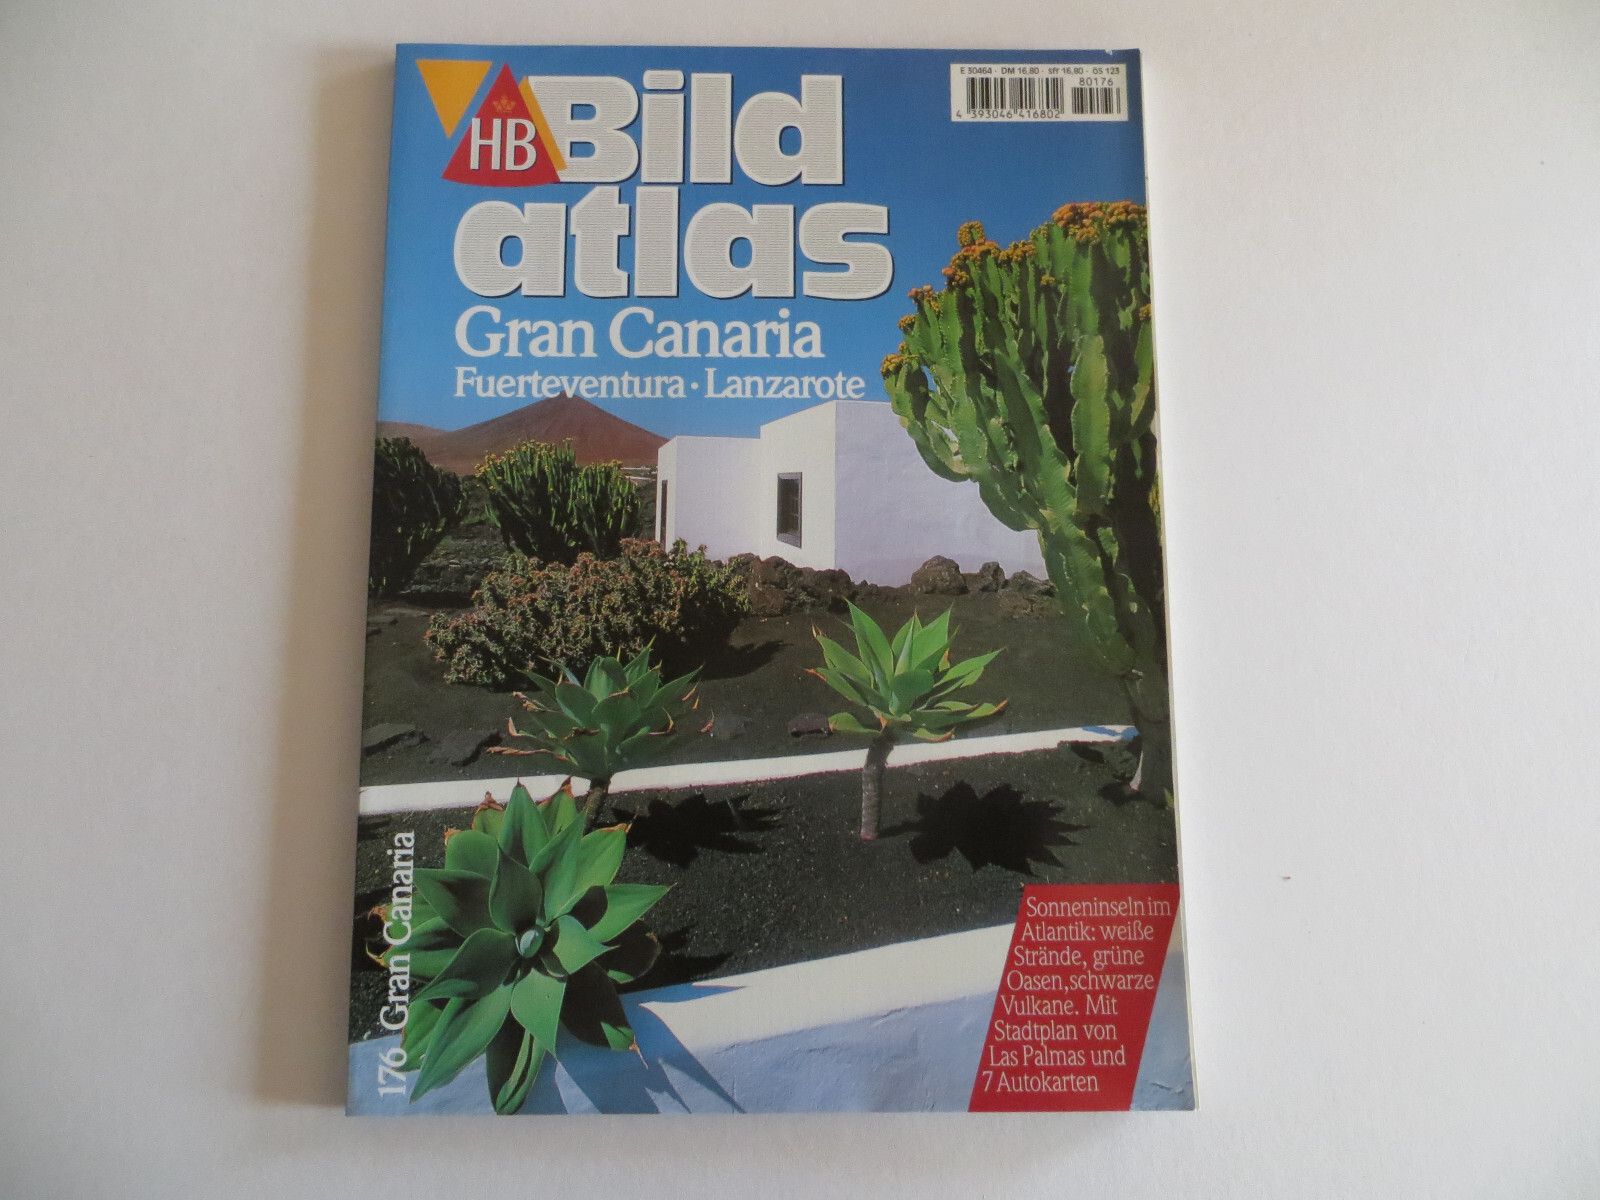 E 30464 - DM 16,80 - sfr 16,80 - 05 123
80176
4 393046 416802
HB
Bild
atlas
Gran Canaria
Fuerteventura · Lanzarote
176 Gran Canaria
Sonneninseln im
Atlantik: weiße
Strände, grüne
Oasen, schwarze
Vulkane. Mit
Stadtplan von
Las Palmas und
7 Autokarten